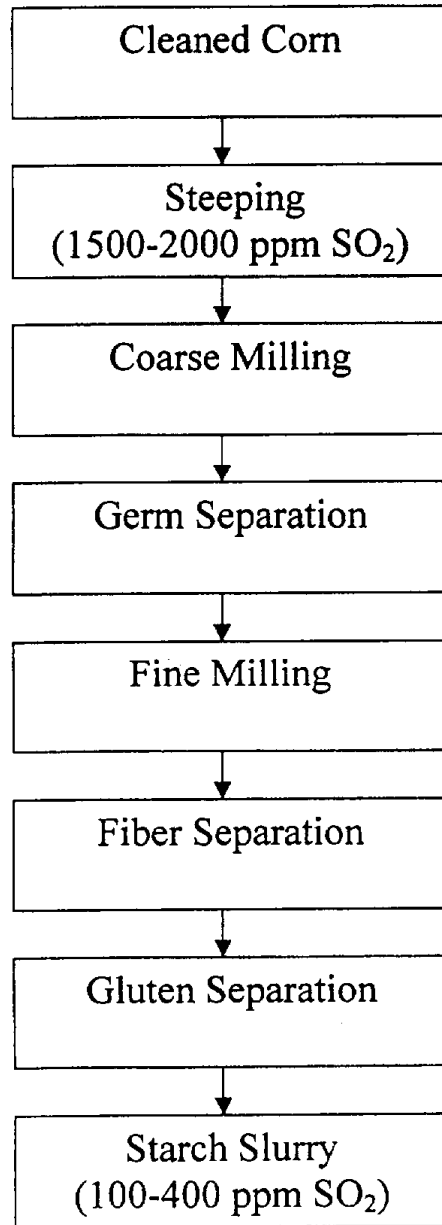 Cleaned Corn
Steeping
(1500-2000 ppm SO₂)
Coarse Milling
Germ Separation
Fine Milling
Fiber Separation
Gluten Separation
Starch Slurry
(100-400 ppm SO₂)